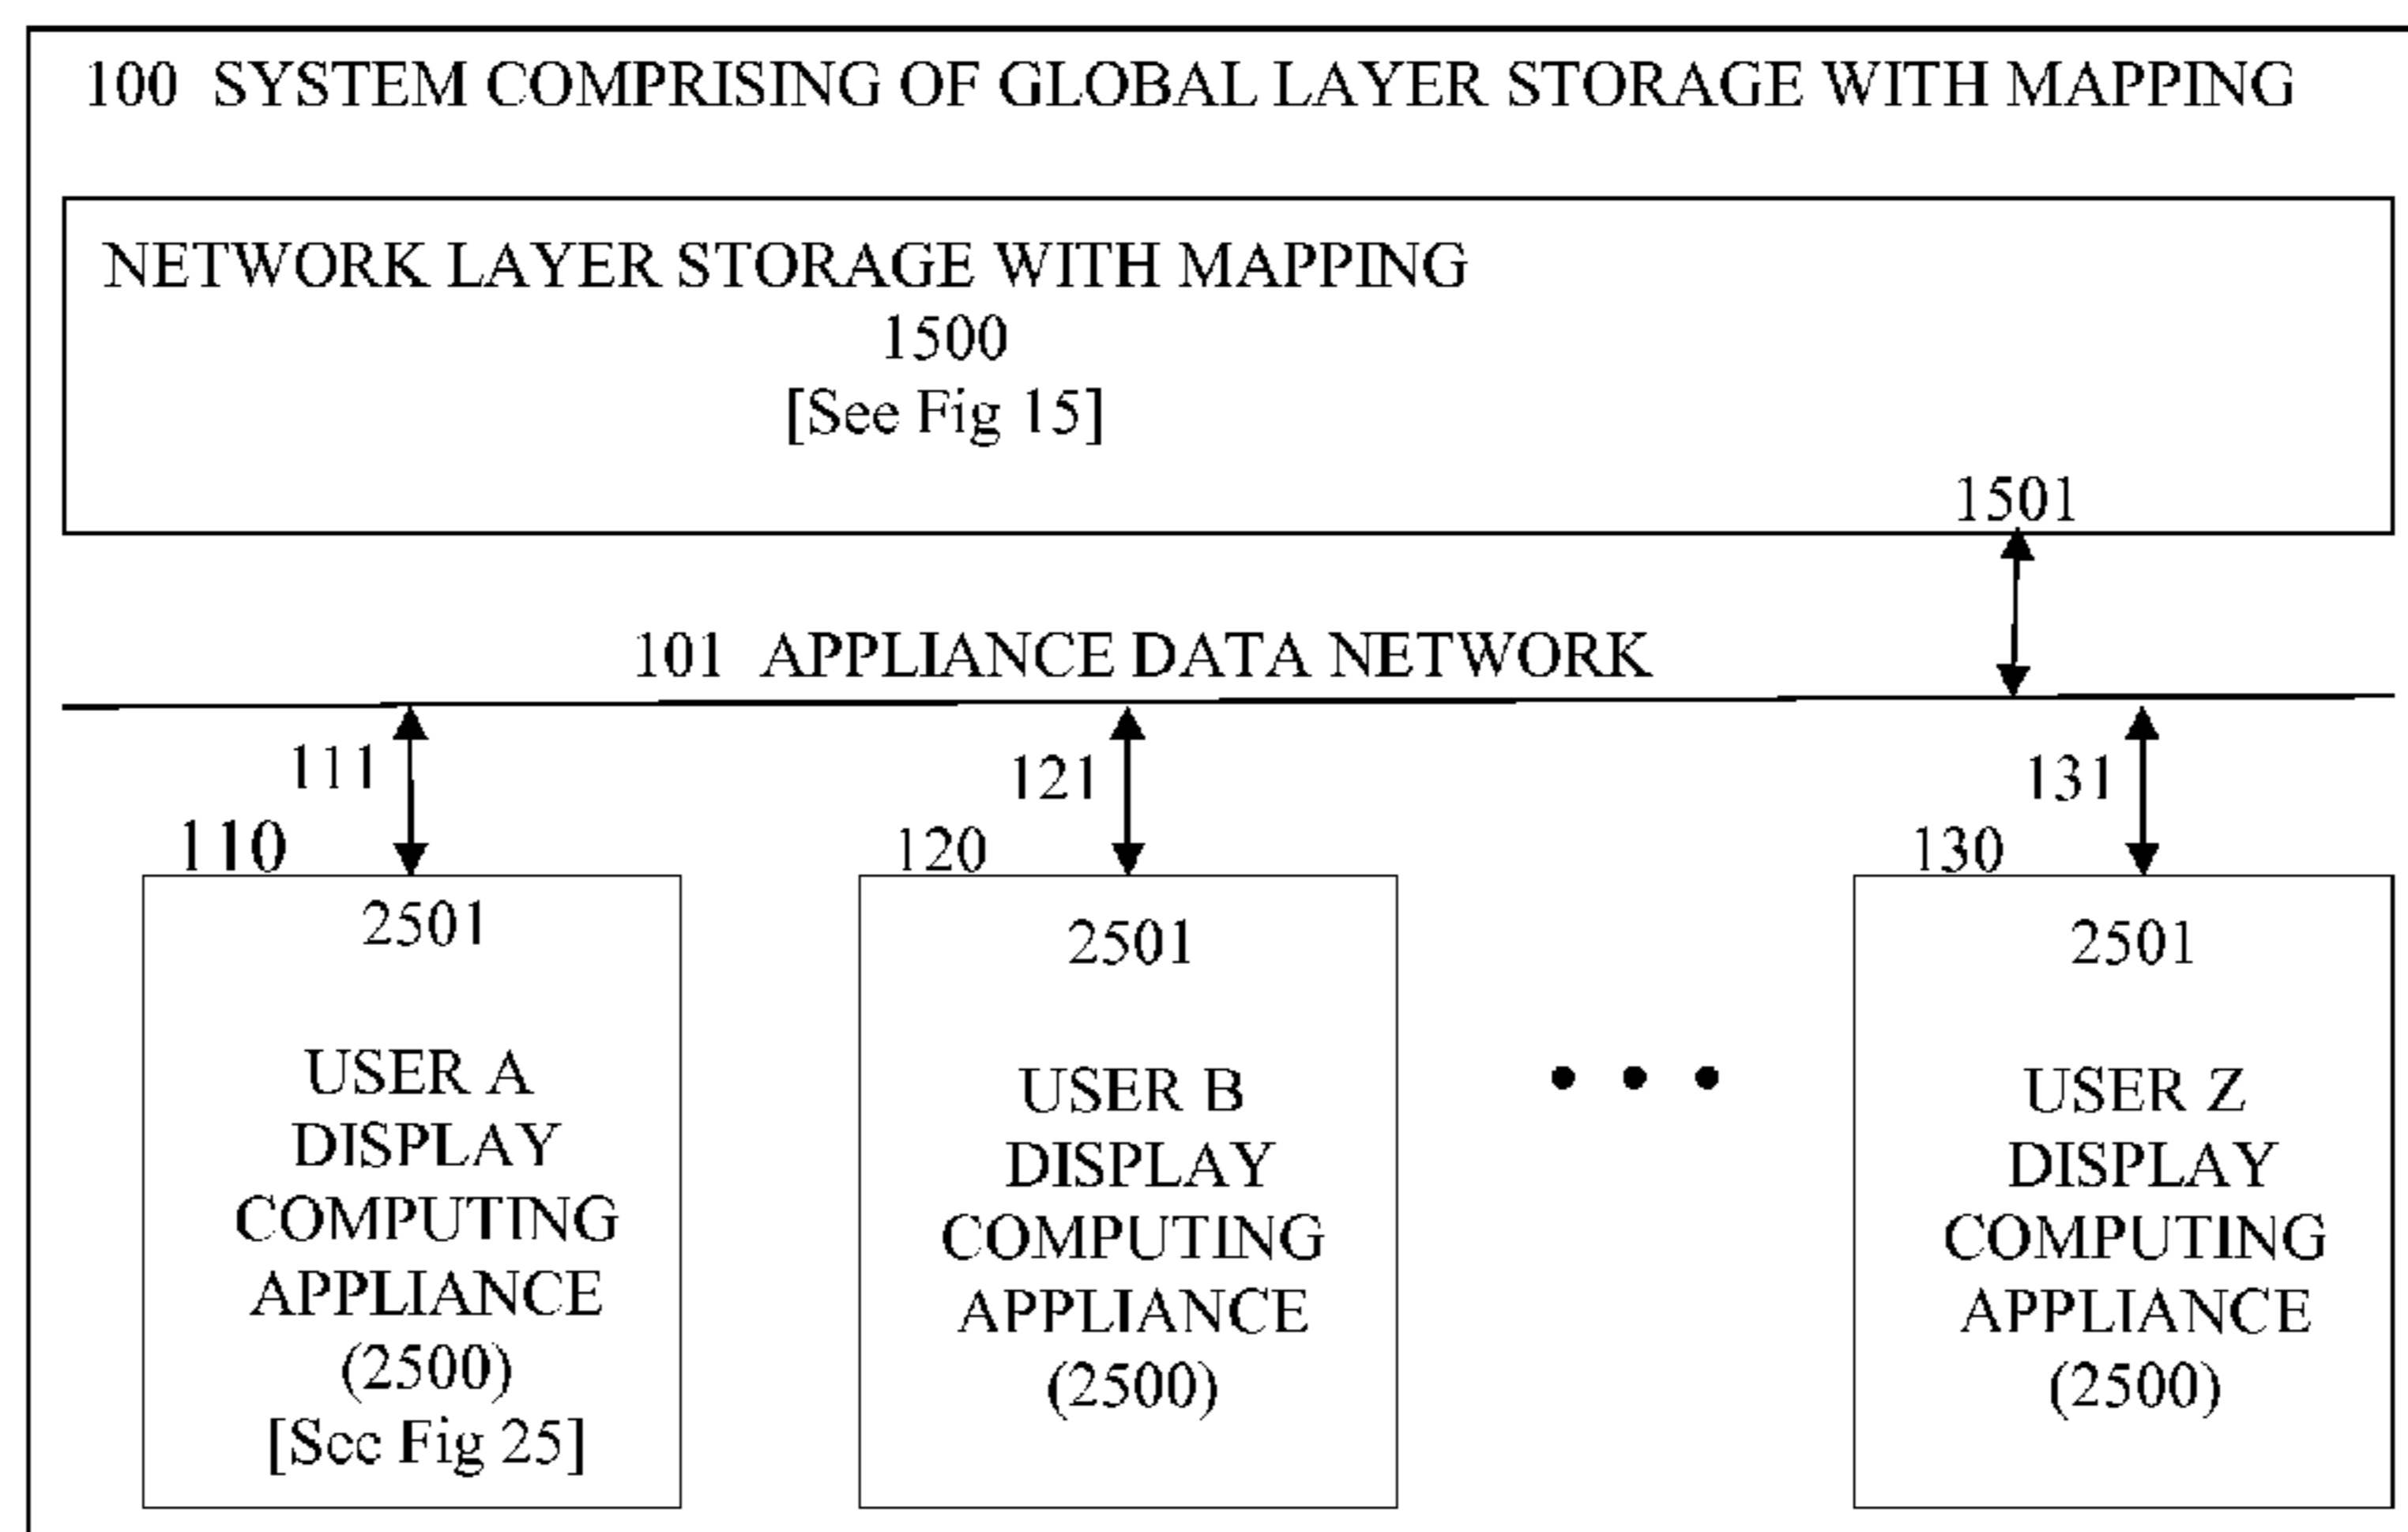 100 SYSTEM COMPRISING OF GLOBAL LAYER STORAGE WITH MAPPING
NETWORK LAYER STORAGE WITH MAPPING
1500
[See Fig 15]
1501
101 APPLIANCE DATA NETWORK
111
121
131
110
120
130
2501
USER A
DISPLAY
COMPUTING
APPLIANCE
(2500)
[See Fig 25]
2501
USER B
DISPLAY
COMPUTING
APPLIANCE
(2500)
• • •
2501
USER Z
DISPLAY
COMPUTING
APPLIANCE
(2500)